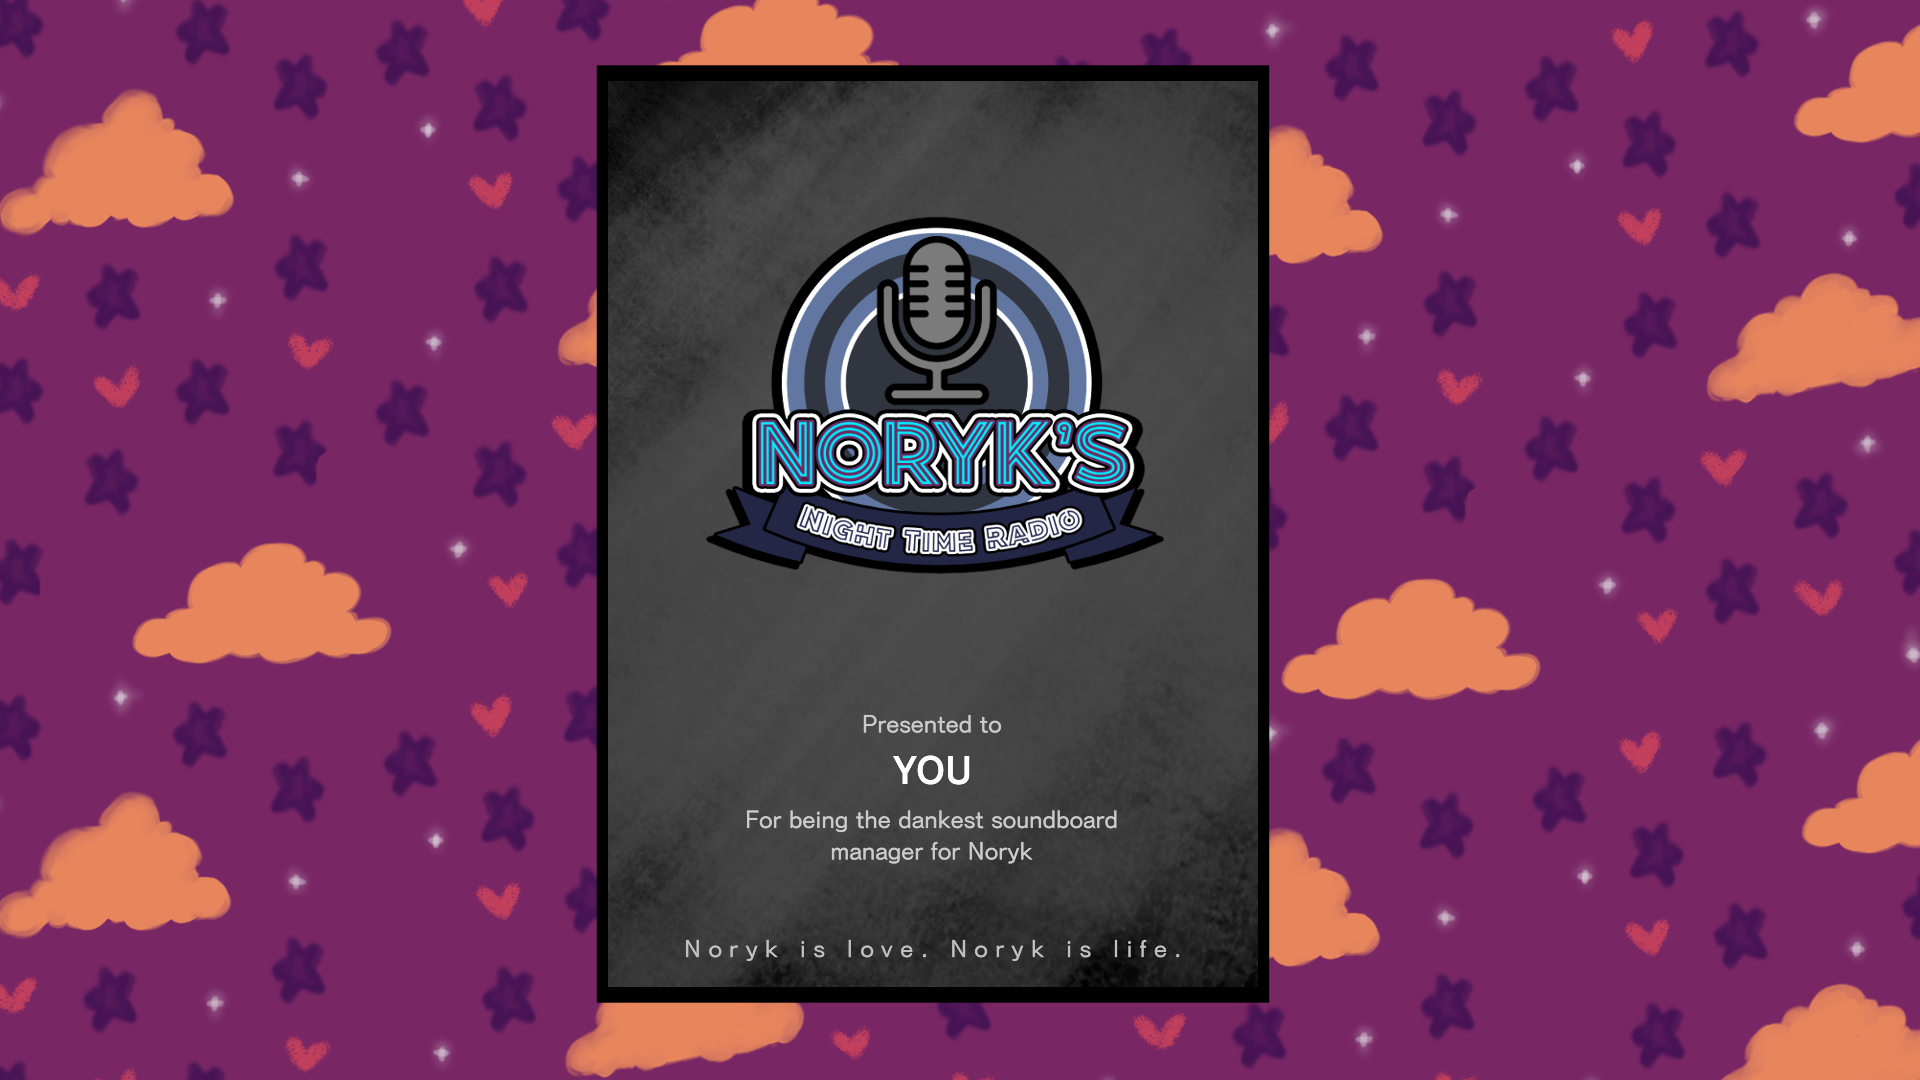 NORYK'S
NIGHT TIME RADIO
Presented to
YOU
For being the dankest soundboard
manager for Noryk
Noryk is love. Noryk is life.